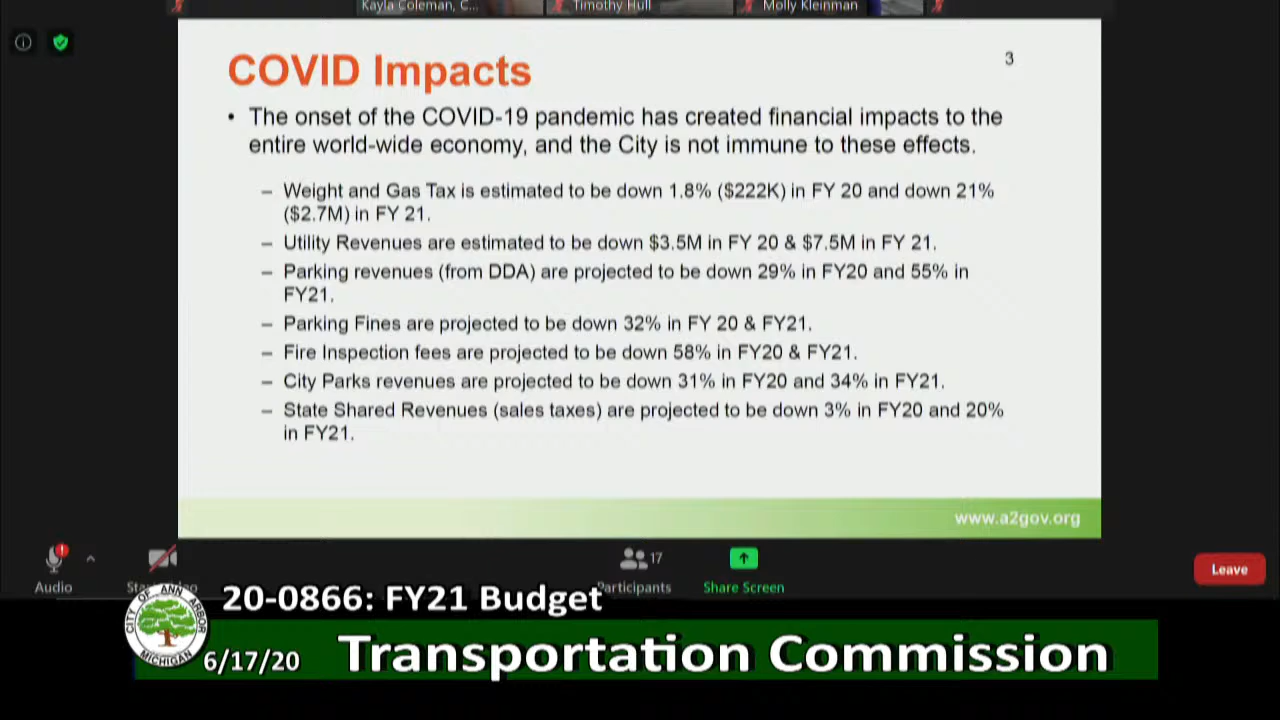 Kayla Coleman, C...
Timothy Hull
Molly Kleinman
3
COVID Impacts
• The onset of the COVID-19 pandemic has created financial impacts to the
entire world-wide economy, and the City is not immune to these effects.
– Weight and Gas Tax is estimated to be down 1.8% ($222K) in FY 20 and down 21%
($2.7M) in FY 21.
– Utility Revenues are estimated to be down $3.5M in FY 20 & $7.5M in FY 21.
– Parking revenues (from DDA) are projected to be down 29% in FY20 and 55% in
FY21.
– Parking Fines are projected to be down 32% in FY 20 & FY21.
– Fire Inspection fees are projected to be down 58% in FY20 & FY21.
– City Parks revenues are projected to be down 31% in FY20 and 34% in FY21.
– State Shared Revenues (sales taxes) are projected to be down 3% in FY20 and 20%
in FY21.
www.a2gov.org
17
Audio
Participants
Share Screen
Leave
20-0866: FY21 Budget
CITY OF ANN ARBOR
MICHIGAN
6/17/20
Transportation Commission